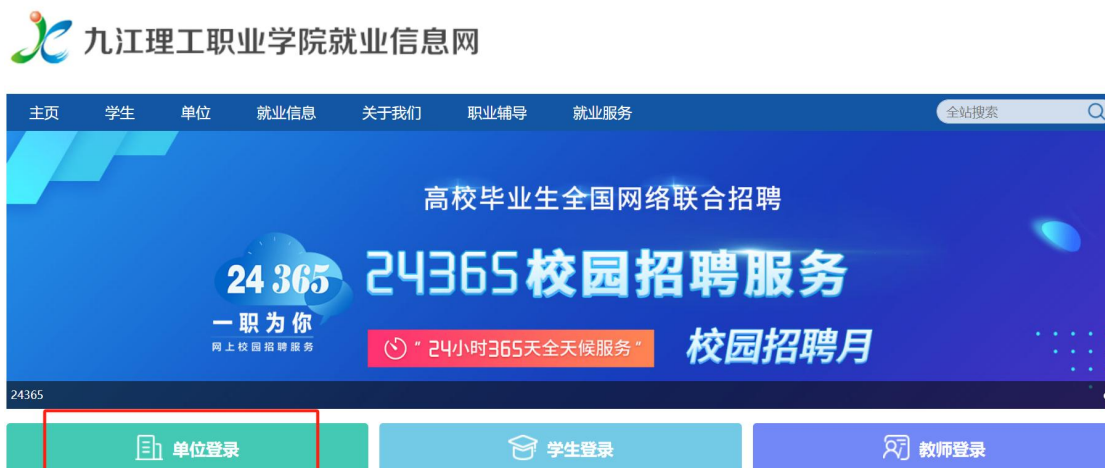 九江理工职业学院就业信息网
主页 学生 单位 就业信息 关于我们 职业辅导 就业服务 全站搜索
高校毕业生全国网络联合招聘
24365校园招聘服务
24 365
一职为你
网上校园招聘服务
"24小时365天全天候服务" 校园招聘月
24365
单位登录 学生登录 教师登录